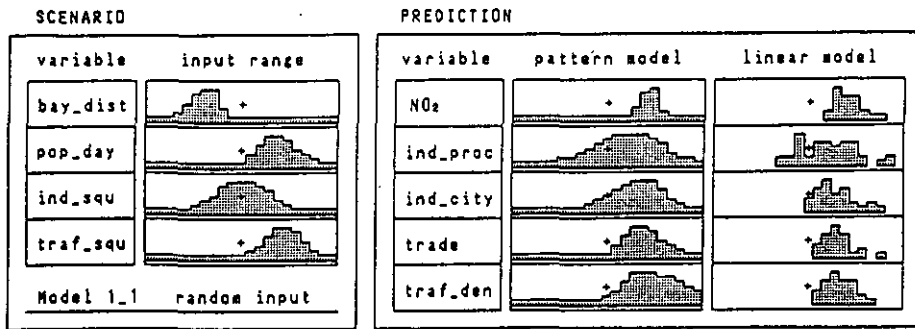 SCENARIO
variable input range
bay_dist
pop_day
ind_squ
traf_squ
Model 1_1 random input
PREDICTION
variable pattern model linear model
NO₂
ind_proc
ind_city
trade
traf_den